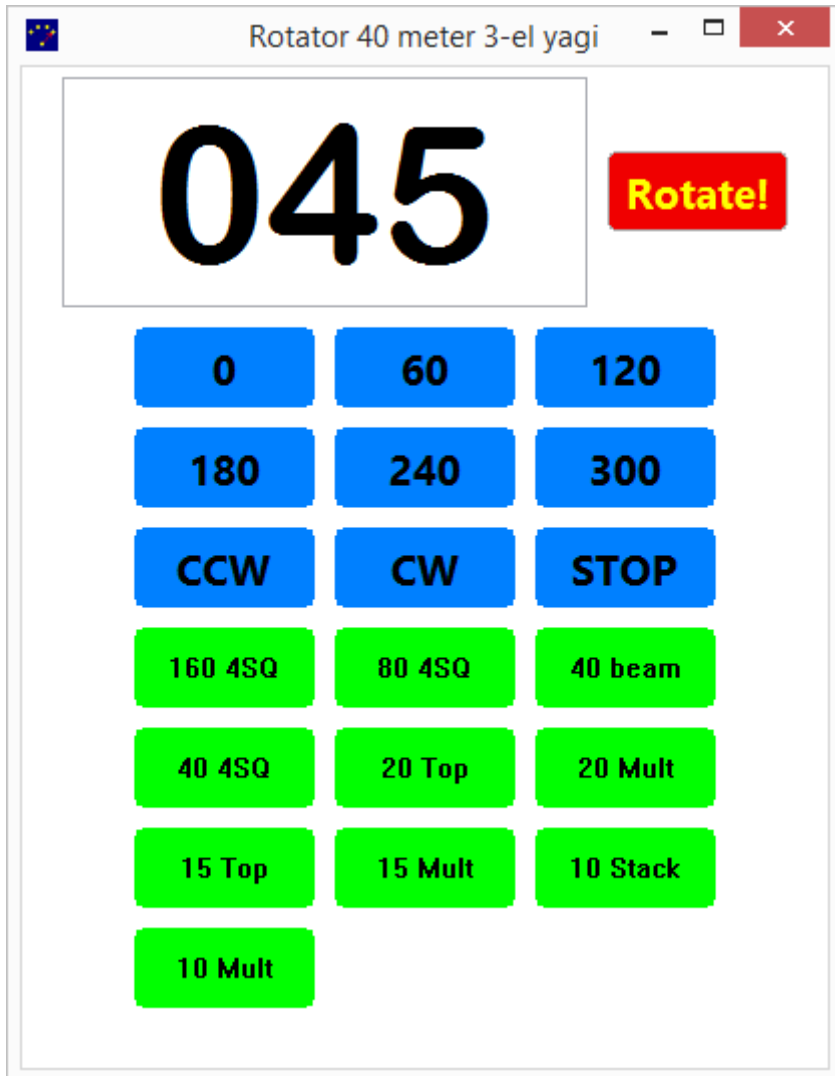 Rotator 40 meter 3-el yagi
045
Rotate!
0 60 120
180 240 300
CCW CW STOP
160 4SQ 80 4SQ 40 beam
40 4SQ 20 Top 20 Mult
15 Top 15 Mult 10 Stack
10 Mult